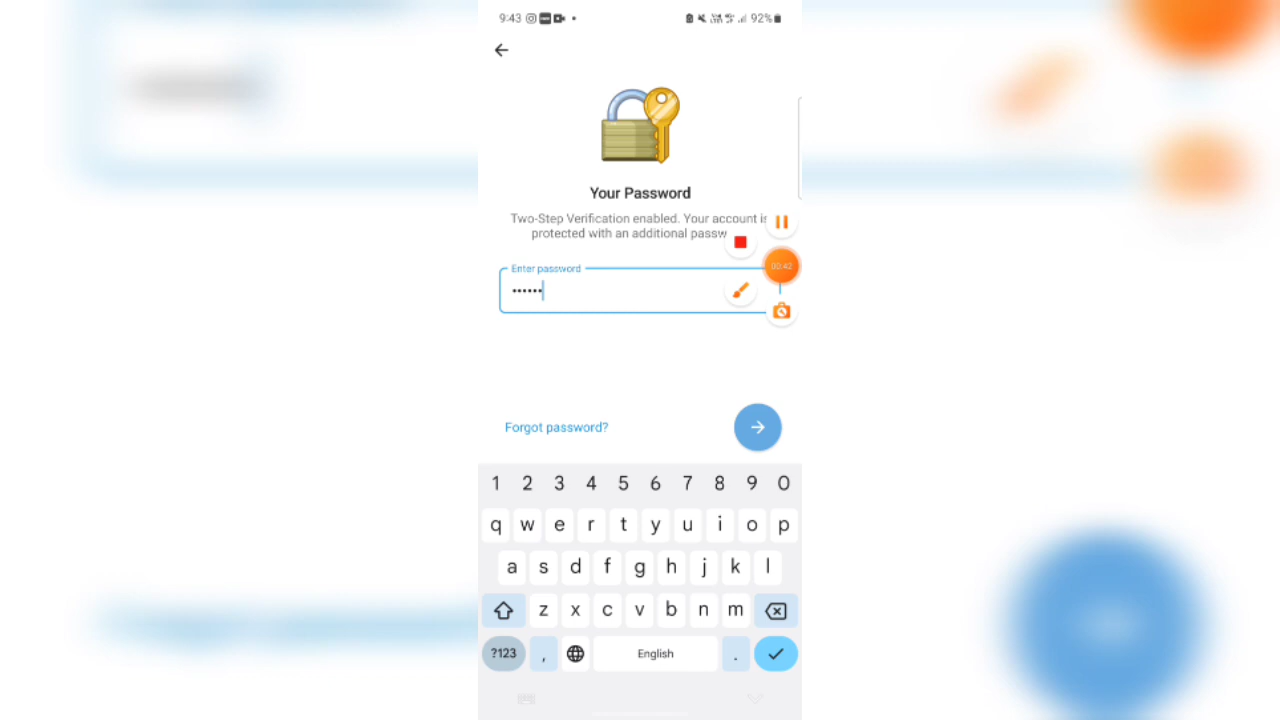 9:43 92%
Your Password
Two-Step Verification enabled. Your account is
protected with an additional passw
Enter password
••••••
00:42
Forgot password?
1 2 3 4 5 6 7 8 9 0
q w e r t y u i o p
a s d f g h j k l
z x c v b n m
?123 , English .